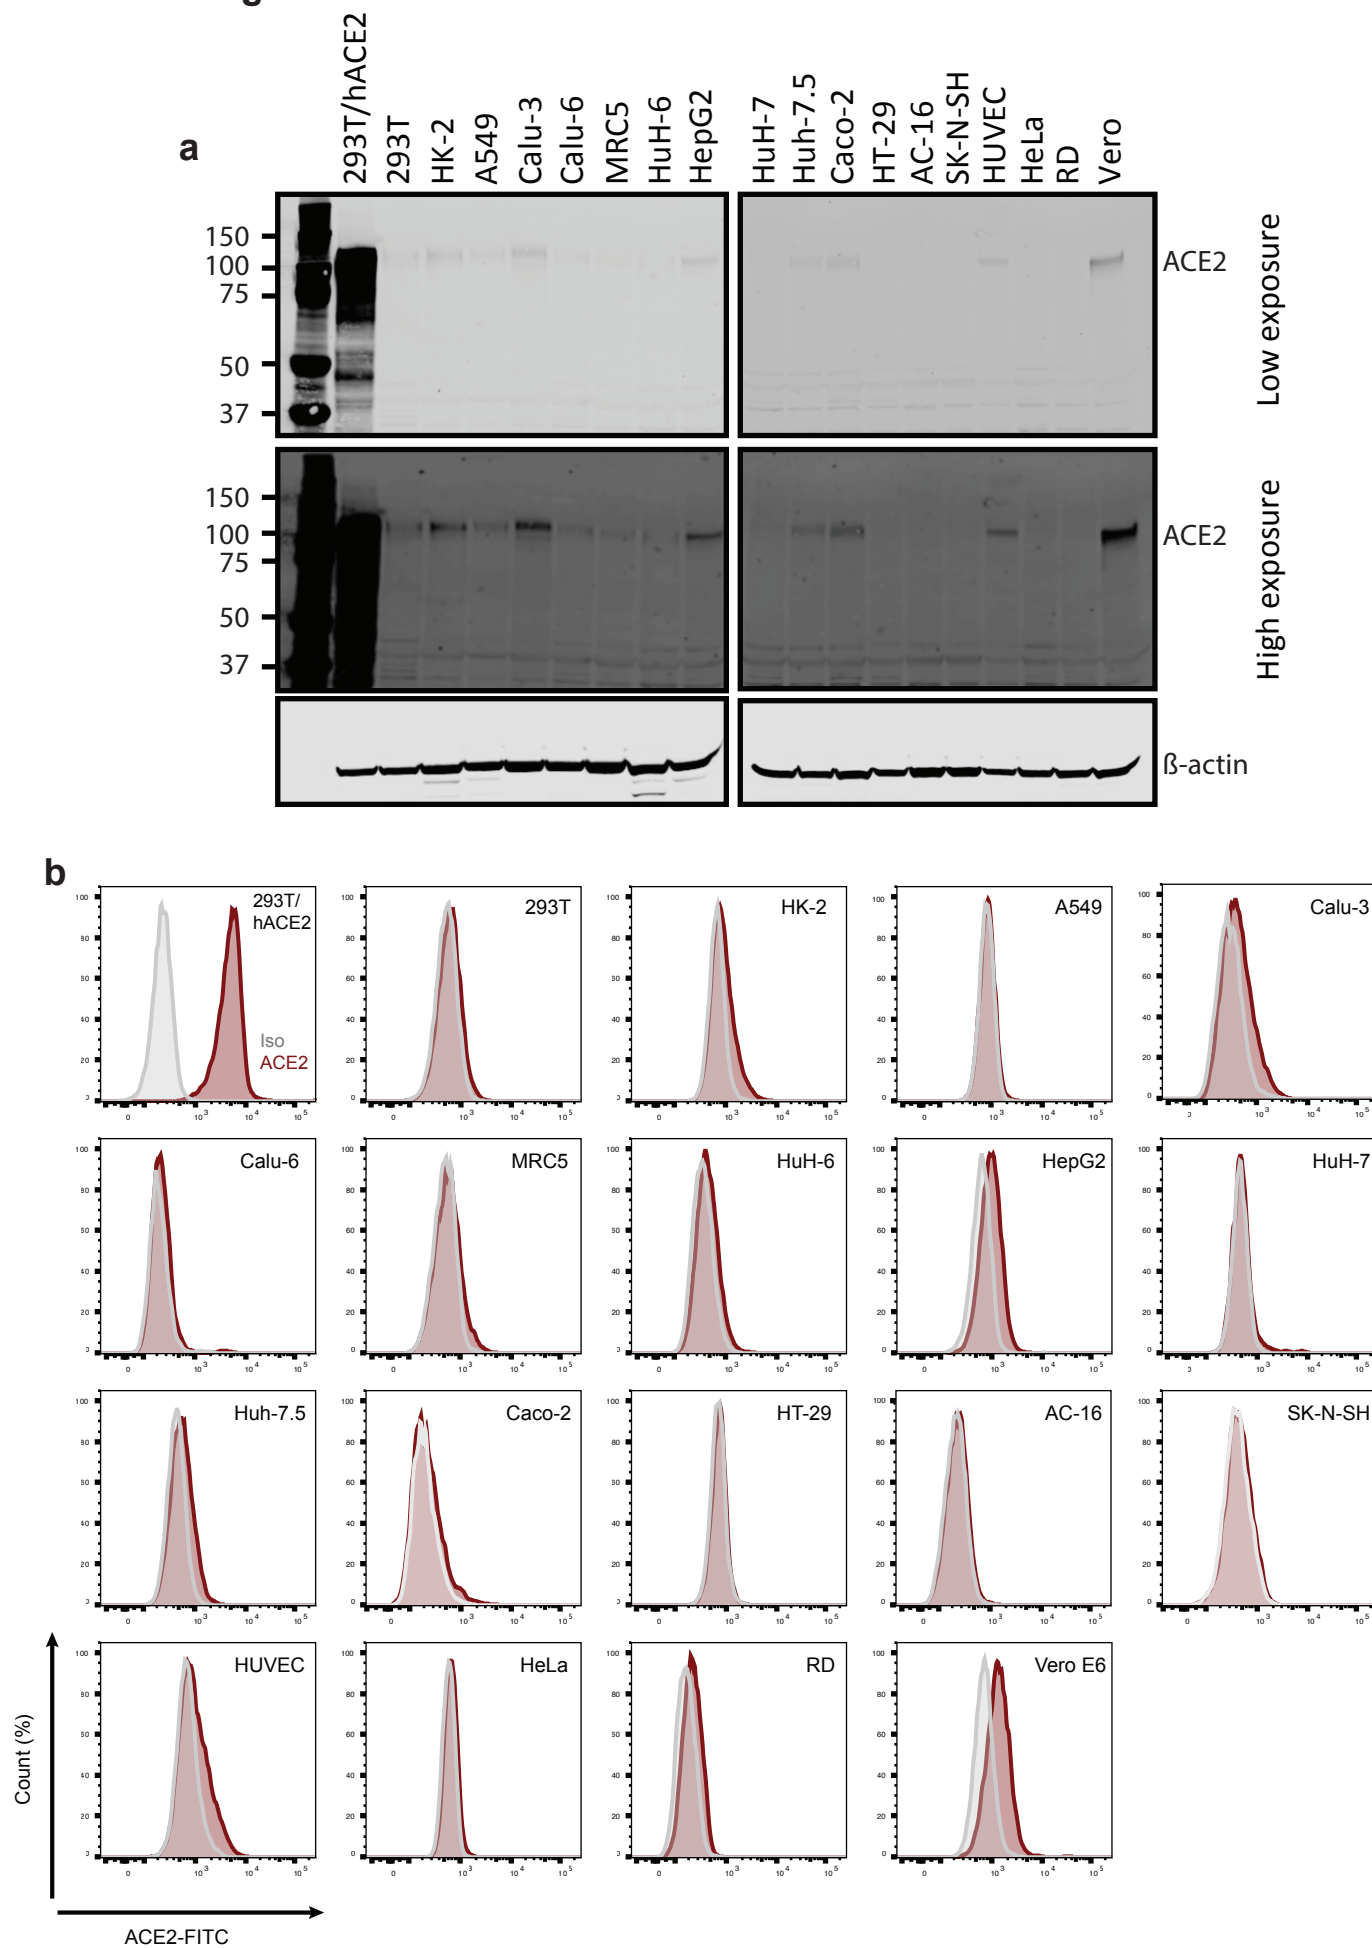 a
293T/hACE2
293T
HK-2
A549
Calu-3
Calu-6
MRC5
HuH-6
HepG2
HuH-7
Huh-7.5
Caco-2
HT-29
AC-16
SK-N-SH
HUVEC
HeLa
RD
Vero
150
100
75
50
37
ACE2
Low exposure
150
100
75
50
37
ACE2
High exposure
ß-actin
b
293T/
hACE2
Iso
ACE2
293T
HK-2
A549
Calu-3
Calu-6
MRC5
HuH-6
HepG2
HuH-7
Huh-7.5
Caco-2
HT-29
AC-16
SK-N-SH
HUVEC
HeLa
RD
Vero E6
Count (%)
ACE2-FITC